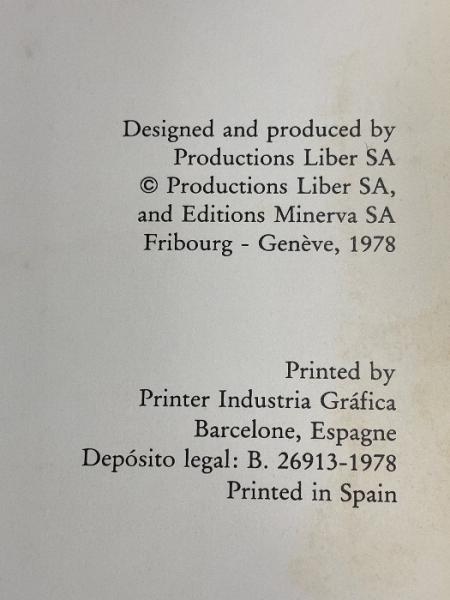 Designed and produced by
Productions Liber SA
© Productions Liber SA,
and Editions Minerva SA
Fribourg - Genève, 1978
Printed by
Printer Industria Gráfica
Barcelone, Espagne
Depósito legal: B. 26913-1978
Printed in Spain